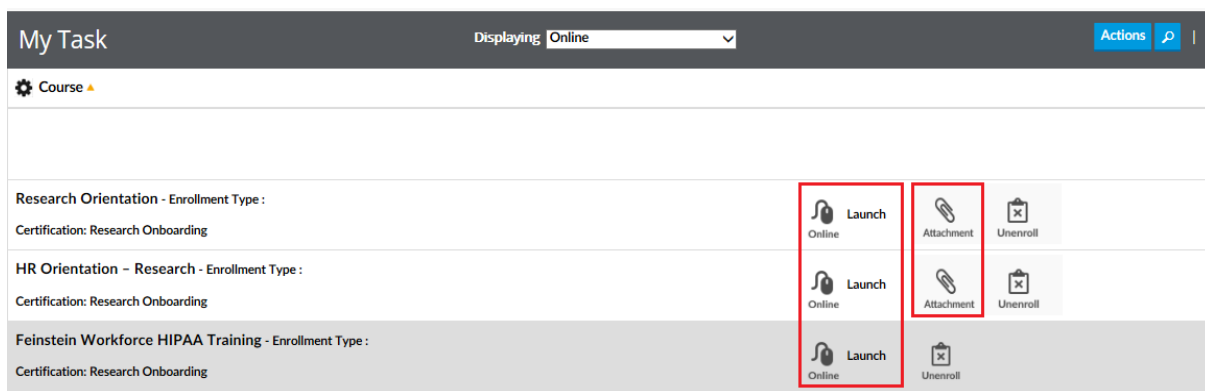 My Task Displaying Online Actions
Course
Research Orientation - Enrollment Type :
Launch
Online Attachment Unenroll
Certification: Research Onboarding
HR Orientation – Research - Enrollment Type :
Launch
Online Attachment Unenroll
Certification: Research Onboarding
Feinstein Workforce HIPAA Training - Enrollment Type :
Launch
Online Unenroll
Certification: Research Onboarding